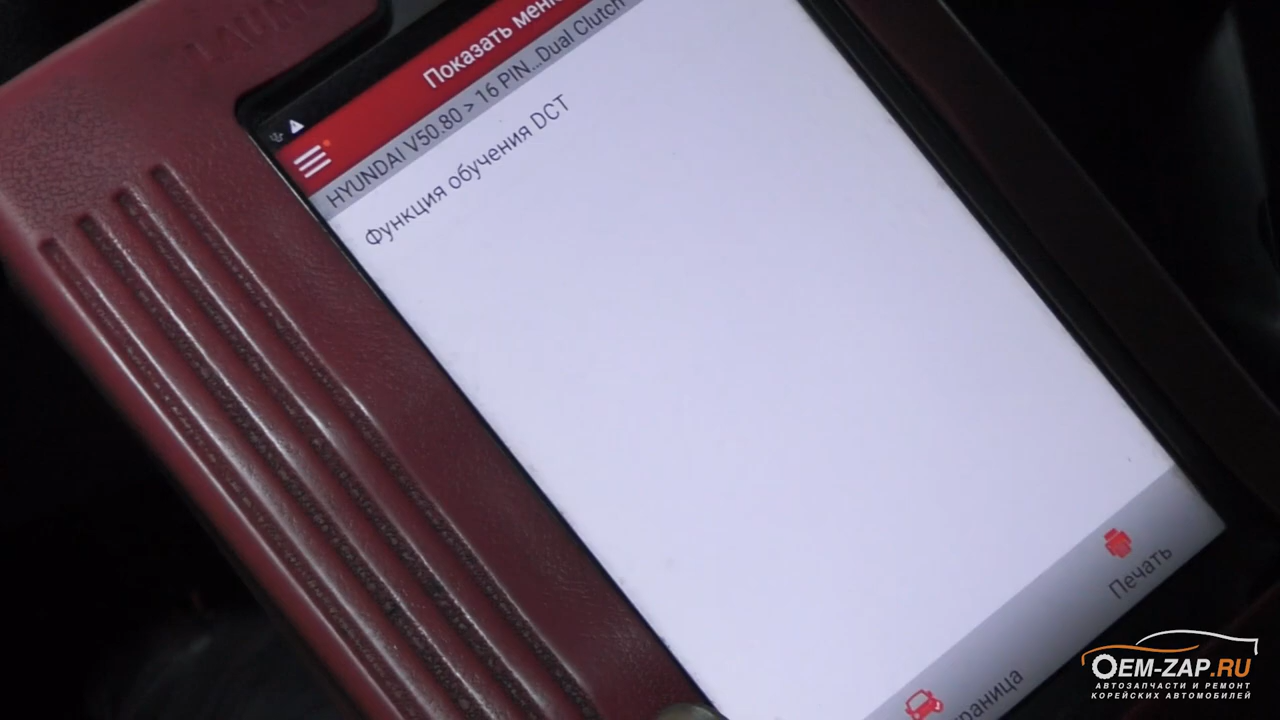 LAUN
Показать меню
HYUNDAI V50.80 > 16 PIN...Dual Clutch
Функция обучения DCT
Печать
OEM-ZAP.RU
АВТОЗАПЧАСТИ И РЕМОНТ
КОРЕЙСКИХ АВТОМОБИЛЕЙ